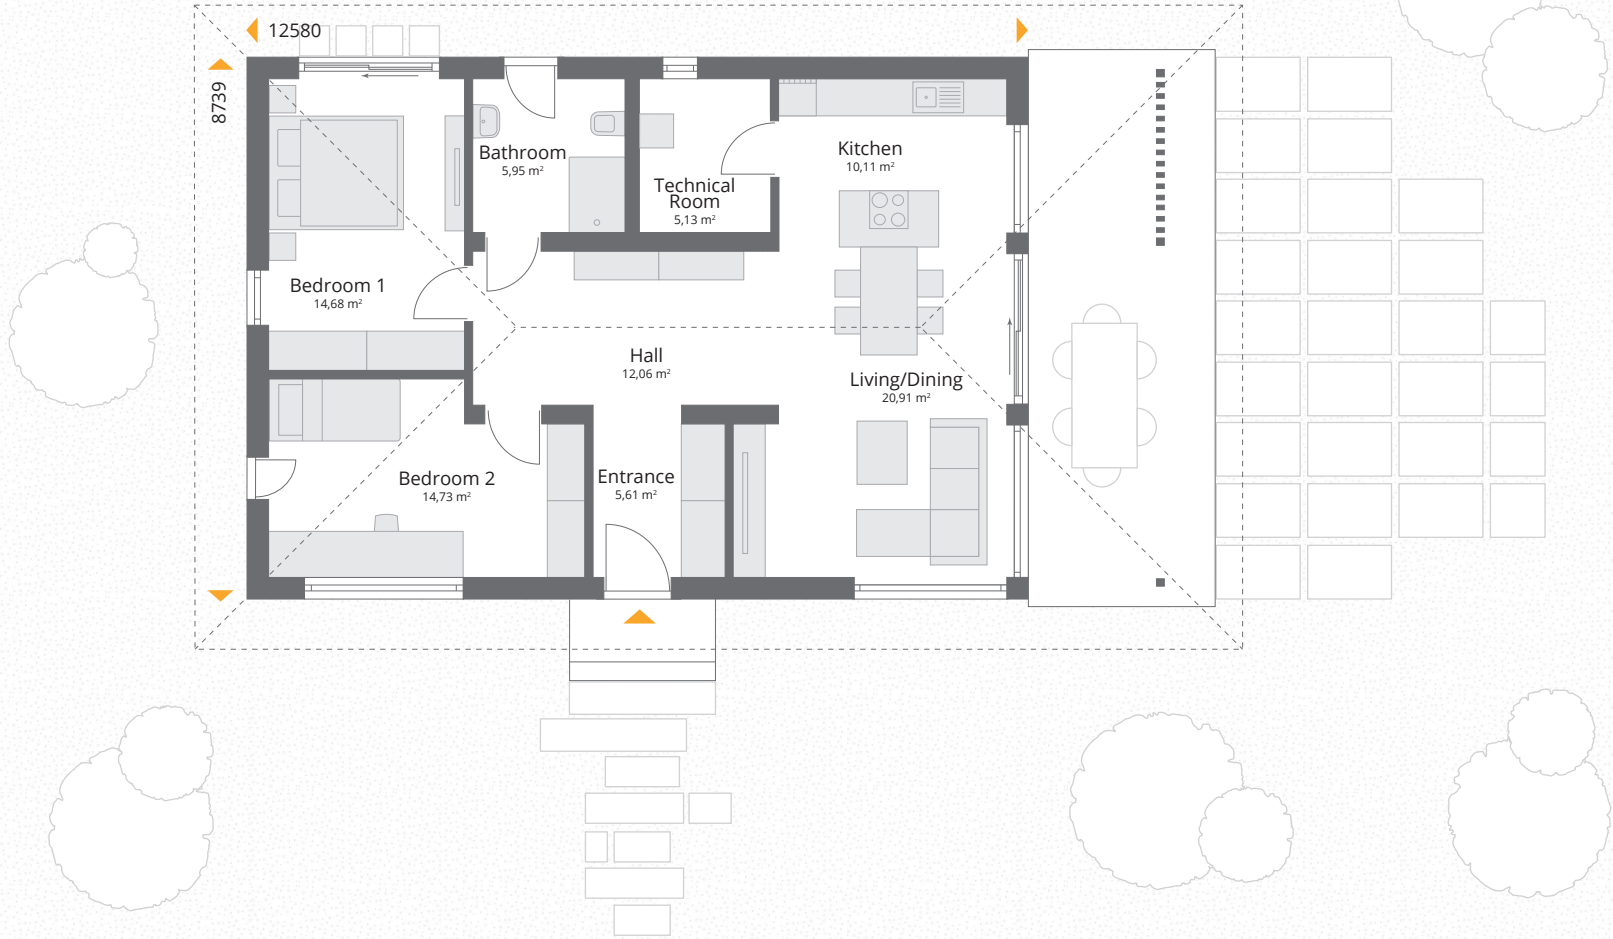 12580
8739
Bathroom
5,95 m²
Kitchen
10,11 m²
Technical
Room
5,13 m²
Bedroom 1
14,68 m²
Hall
12,06 m²
Living/Dining
20,91 m²
Bedroom 2
14,73 m²
Entrance
5,61 m²